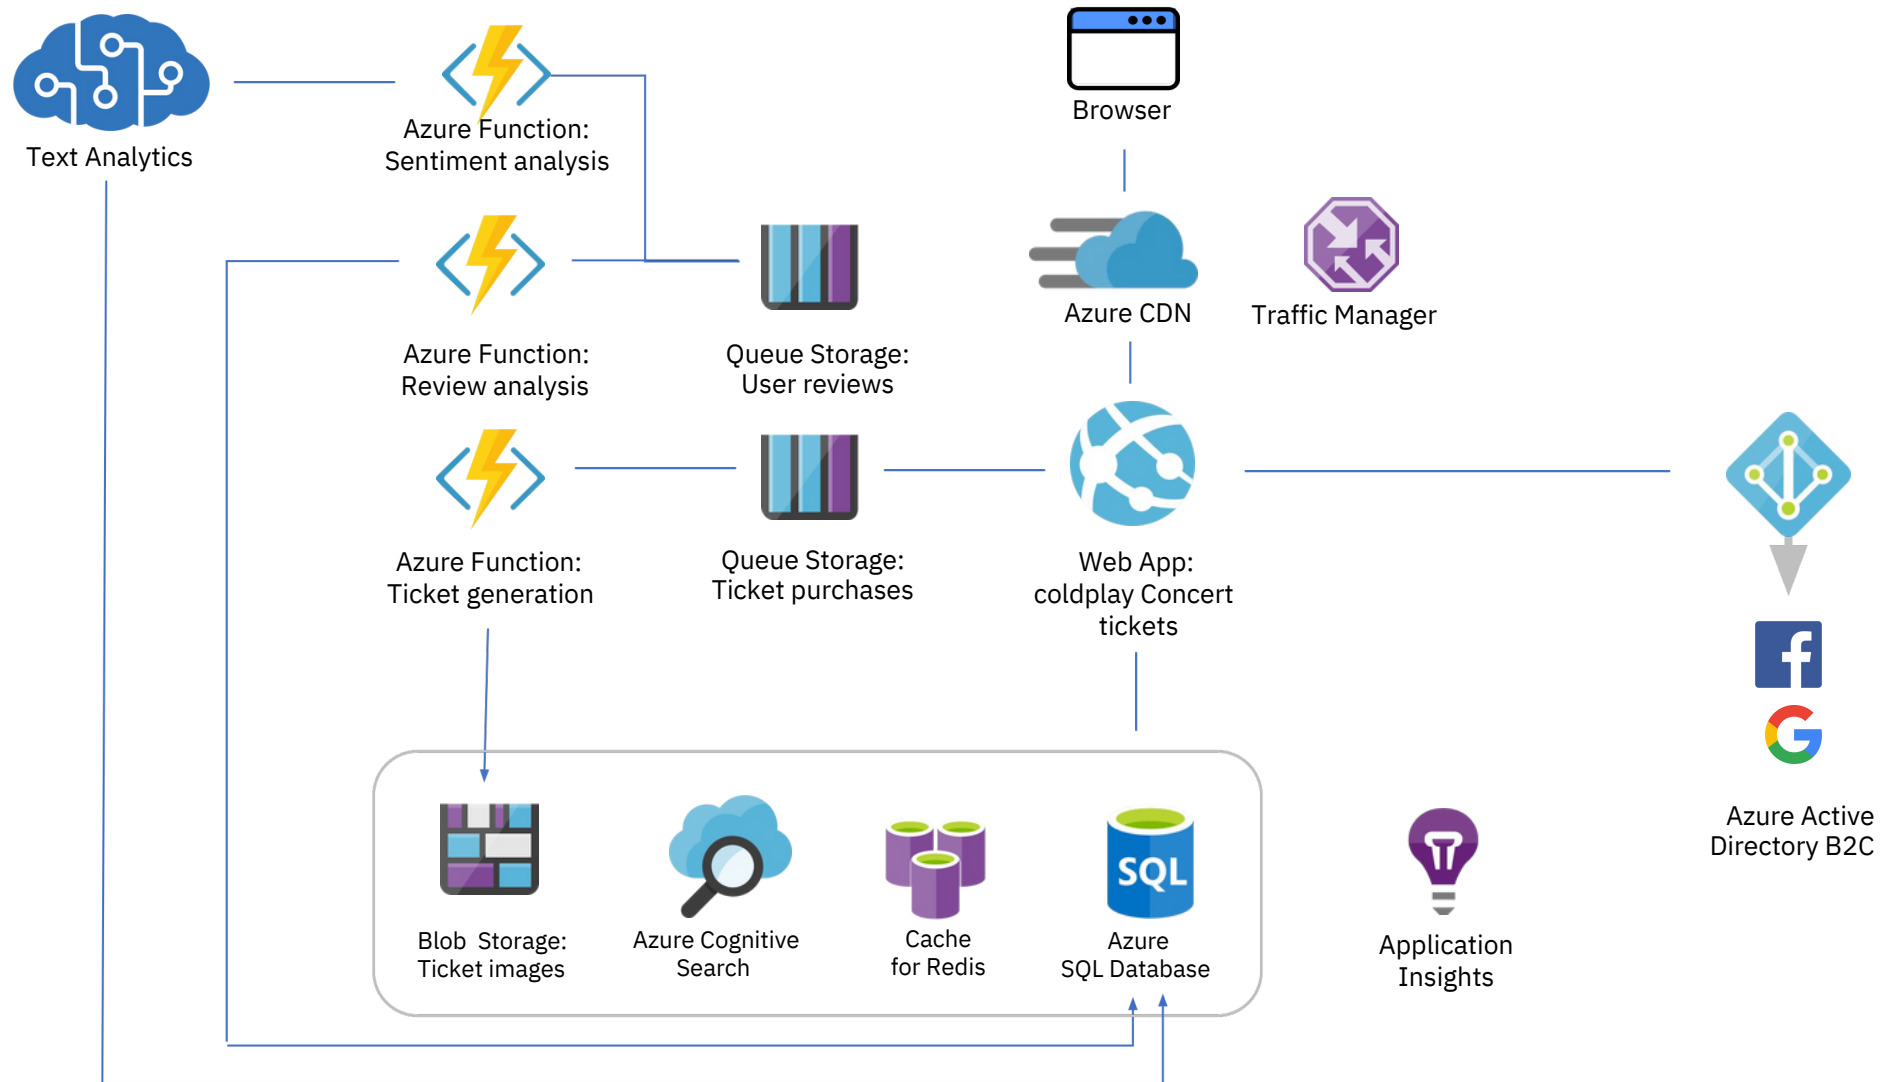 Browser
Azure Function:
Sentiment analysis
Text Analytics
Azure CDN
Traffic Manager
Azure Function:
Review analysis
Queue Storage:
User reviews
Azure Function:
Ticket generation
Queue Storage:
Ticket purchases
Web App:
coldplay Concert
tickets
f
G
Azure Active
Directory B2C
SQL
Blob  Storage:
Ticket images
Azure Cognitive
Search
Cache
for Redis
Azure
SQL Database
Application
Insights